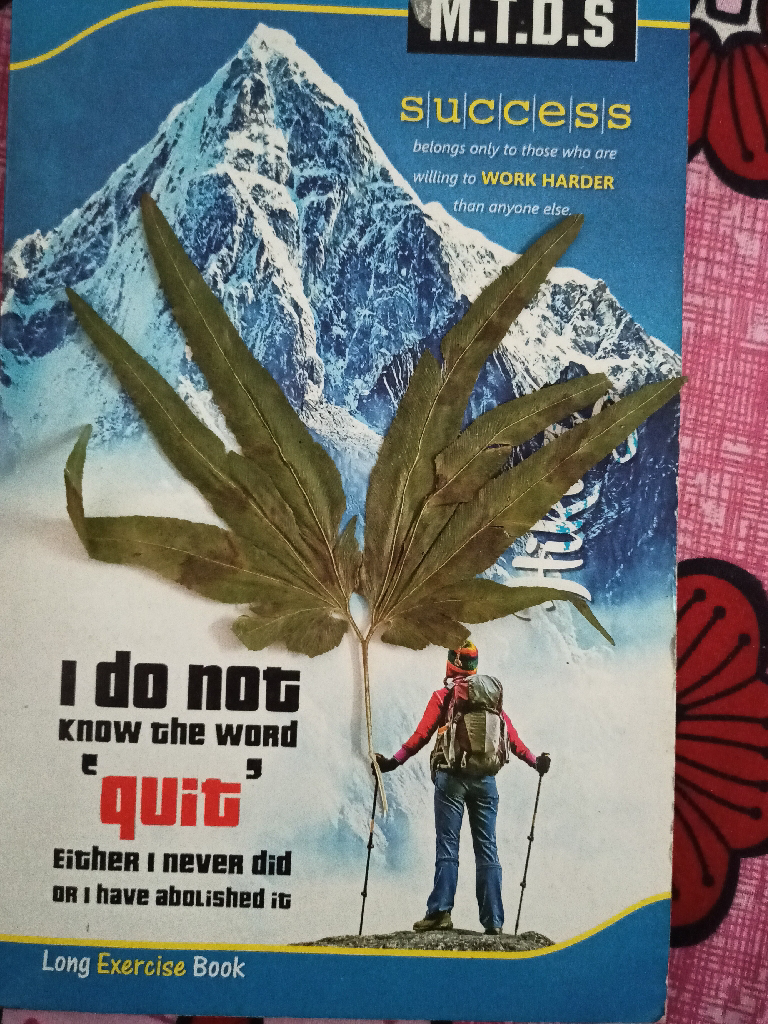 M.T.D.S
success
belongs only to those who are
willing to WORK HARDER
than anyone else.
I do not
know the word
'quit'
Either I never did
or I have abolished it
Long Exercise Book